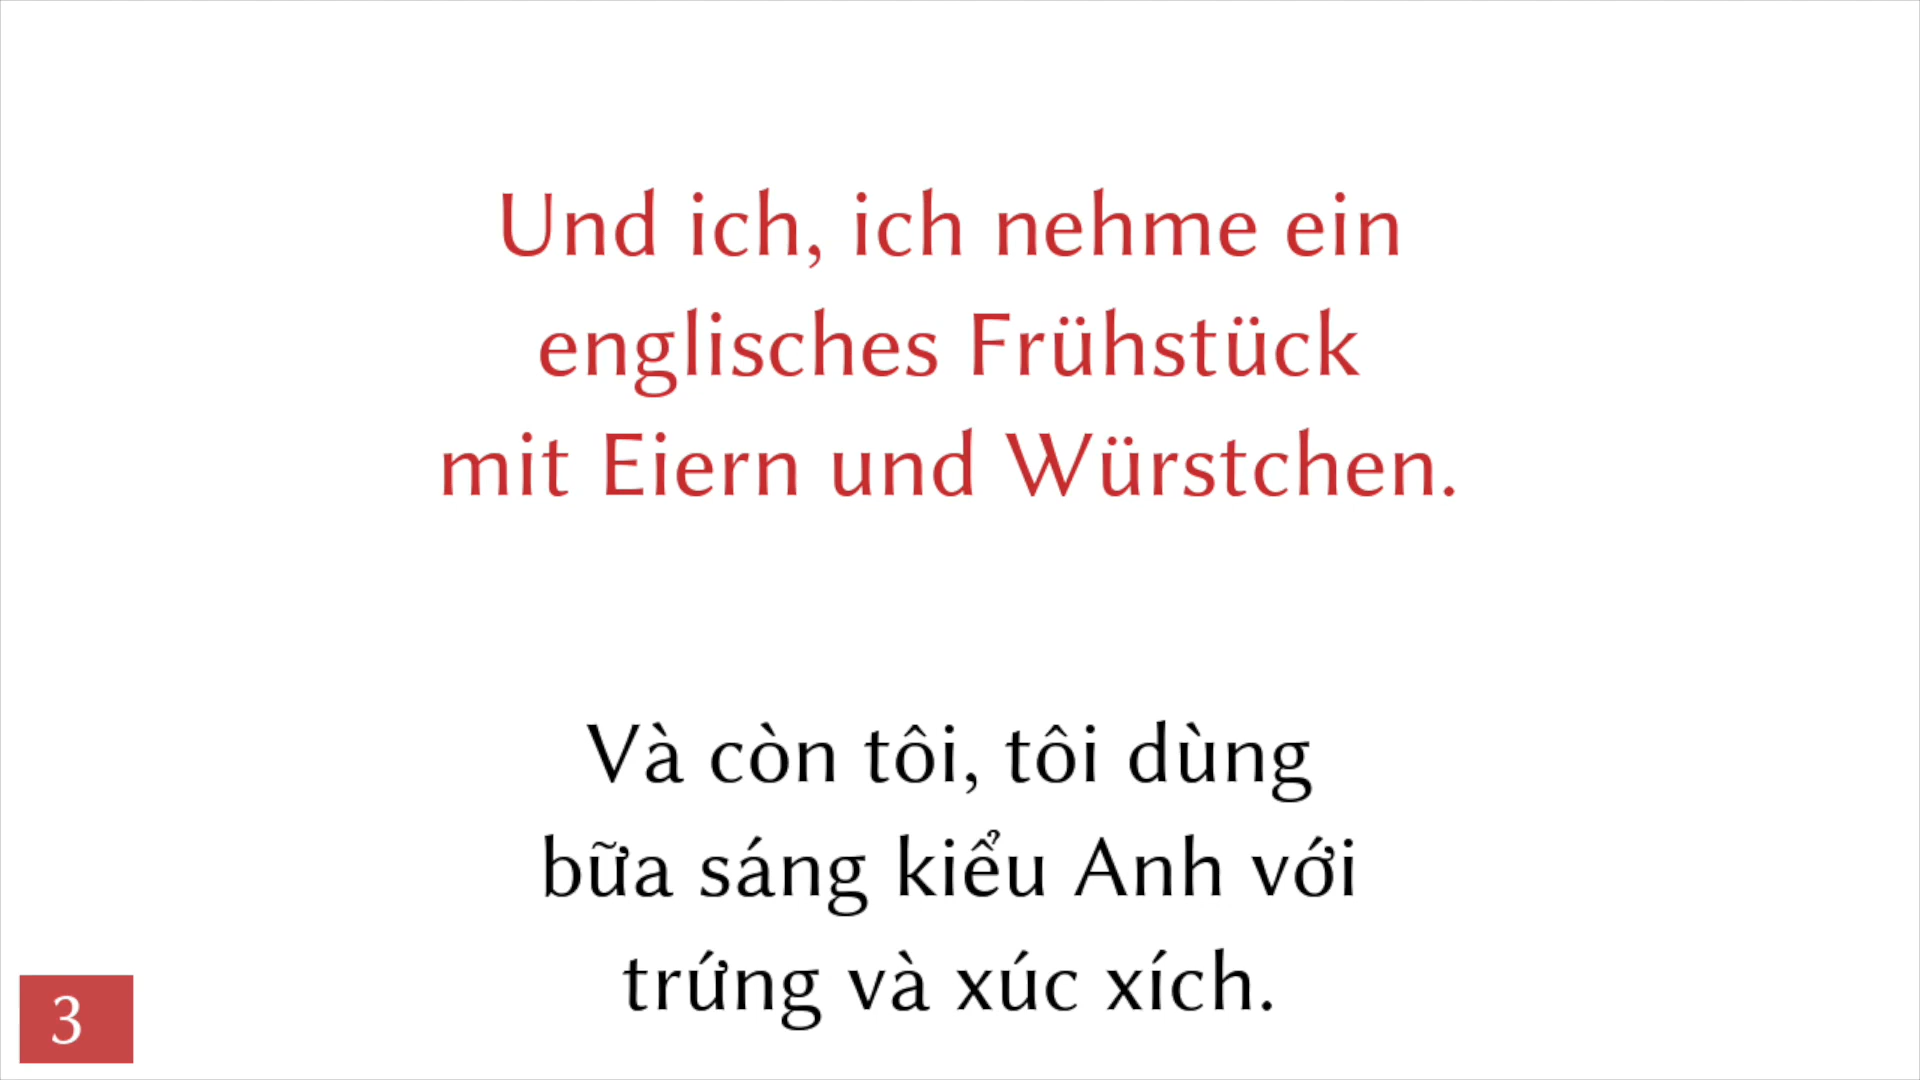 Und ich, ich nehme ein
englisches Frühstück
mit Eiern und Würstchen.
Và còn tôi, tôi dùng
bữa sáng kiểu Anh với
trứng và xúc xích.
3